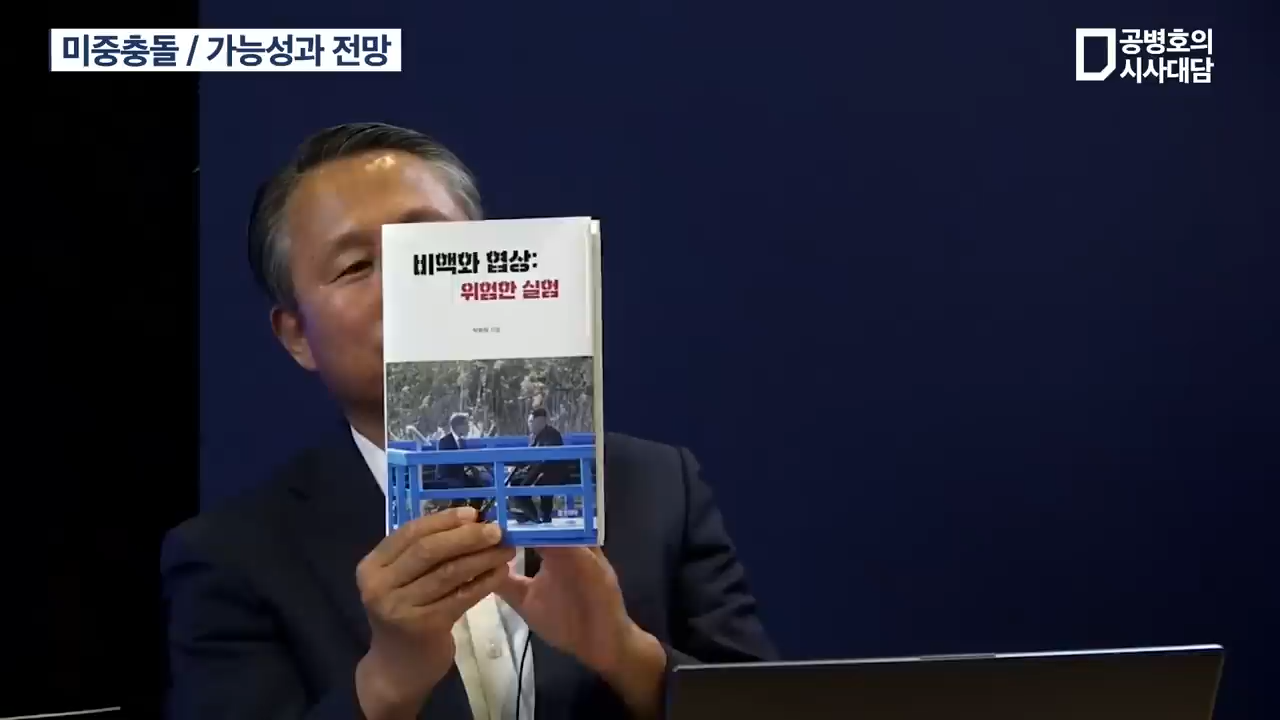 미중충돌 / 가능성과 전망
공병호의
시사대담
비핵화 협상:
위험한 실험